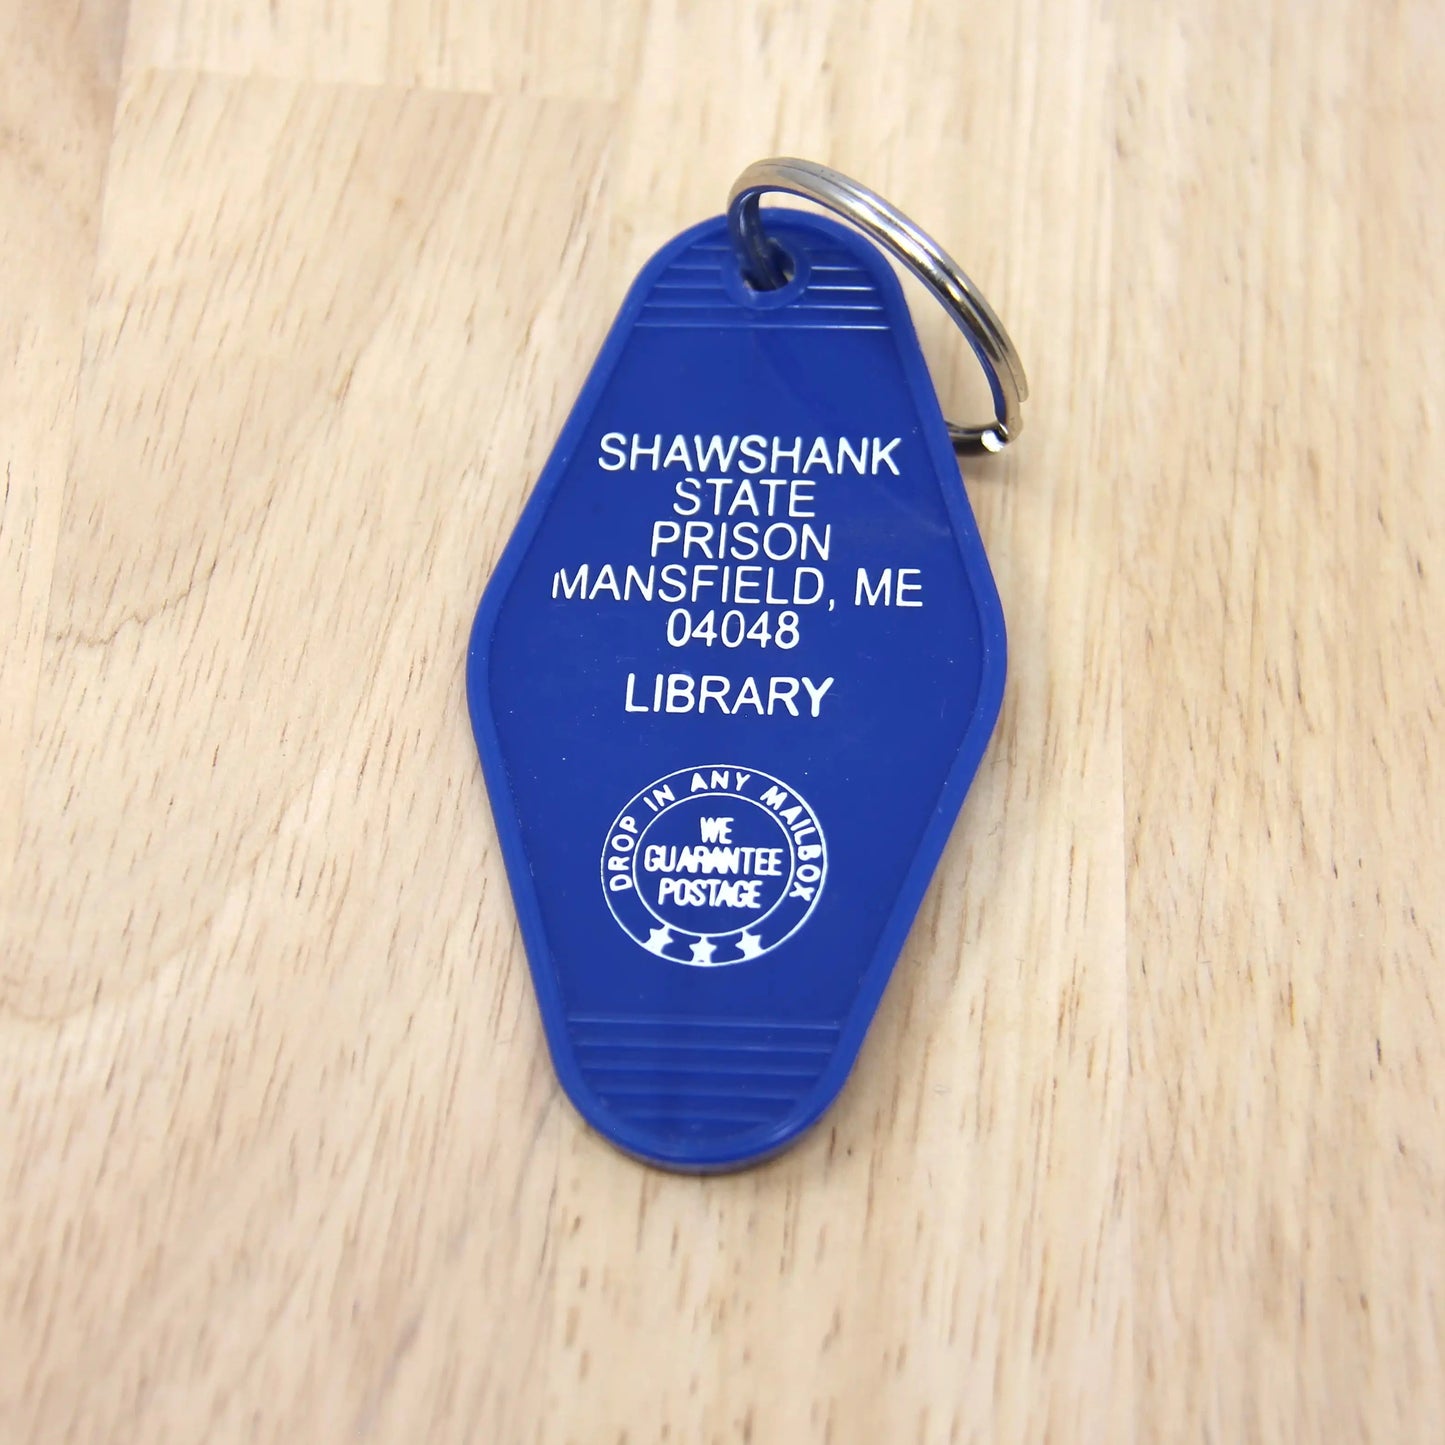 SHAWSHANK
STATE
PRISON
MANSFIELD, ME
04048
LIBRARY
DROP IN ANY MAILBOX
WE
GUARANTEE
POSTAGE